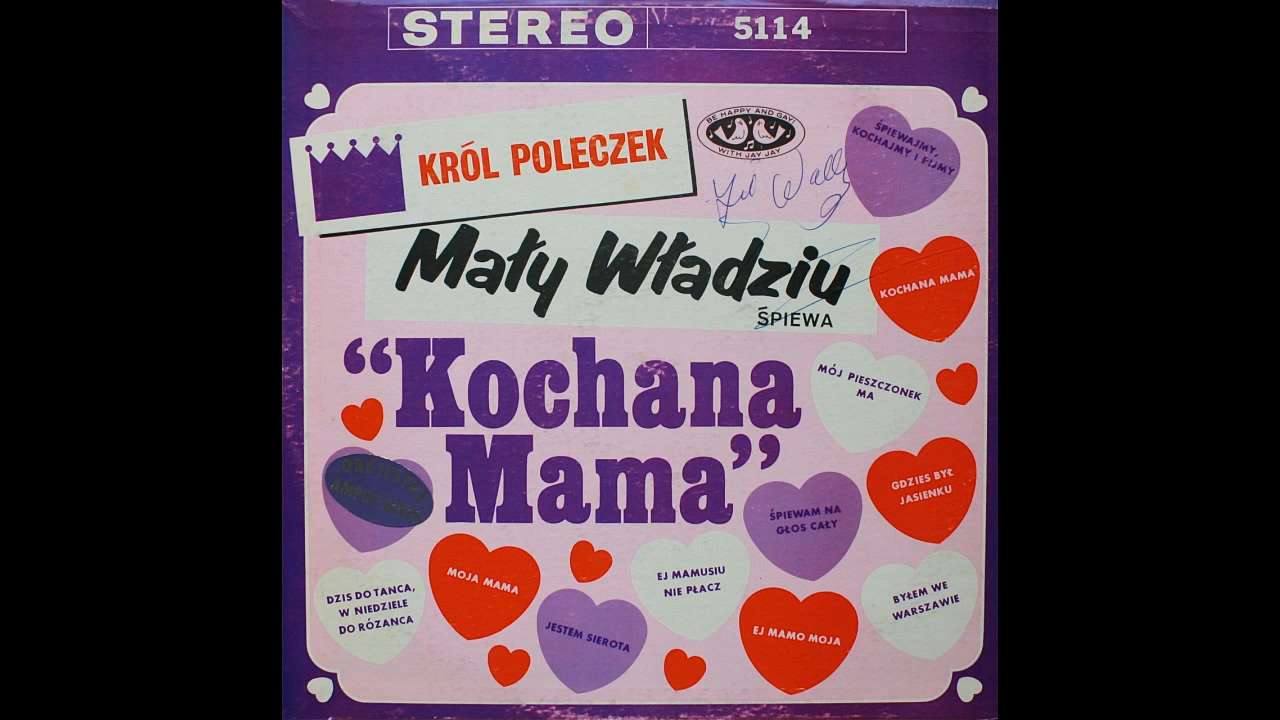 STEREO 5114
KRÓL POLECZEK
BE HAPPY AND GAY!
WITH JAY JAY
Li'l Wally
Mały Władziu
ŚPIEWA
“Kochana
Mama”
ŚPIEWAJMY,
KOCHAJMY I PIJMY
KOCHANA MAMA
MÓJ PIESZCZONEK
MA
GDZIES BYŁ
JASIENKU
ŚPIEWAM NA
GŁOS CAŁY
BYŁEM WE
WARSZAWIE
EJ MAMUSIU
NIE PŁACZ
EJ MAMO MOJA
MOJA MAMA
JESTEM SIEROTA
DZIS DO TANCA,
W NIEDZIELE
DO RÓZANCA